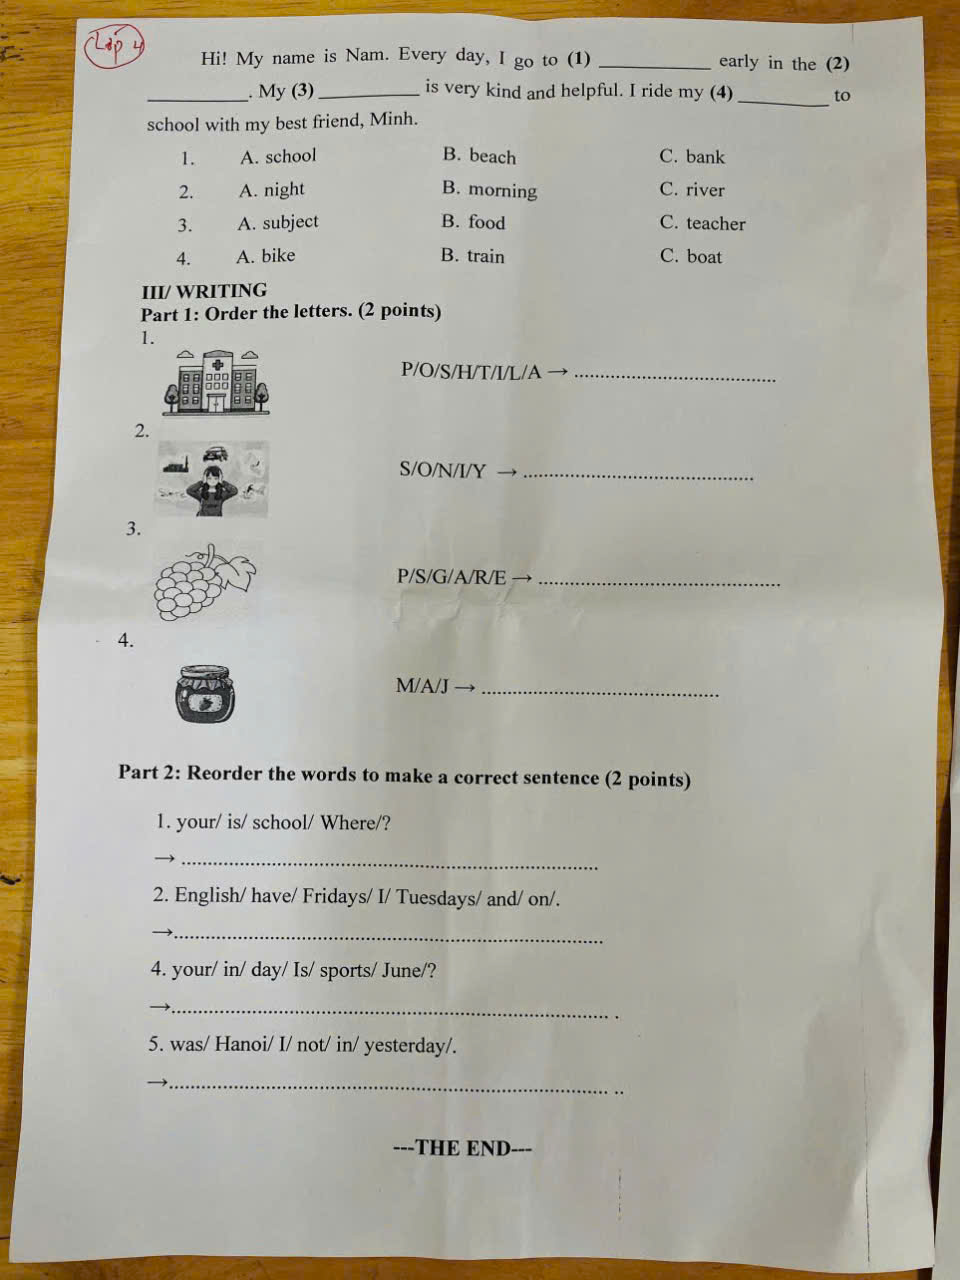 Lớp 4
Hi! My name is Nam. Every day, I go to (1) __________ early in the (2)
__________. My (3) __________ is very kind and helpful. I ride my (4) __________ to
school with my best friend, Minh.
1. A. school B. beach C. bank
2. A. night B. morning C. river
3. A. subject B. food C. teacher
4. A. bike B. train C. boat
III/ WRITING
Part 1: Order the letters. (2 points)
1.
P/O/S/H/T/I/L/A → ........................................
2.
S/O/N/I/Y → ........................................
3.
P/S/G/A/R/E → ........................................
4.
M/A/J → ........................................
Part 2: Reorder the words to make a correct sentence (2 points)
1. your/ is/ school/ Where/?
→ ........................................
2. English/ have/ Fridays/ I/ Tuesdays/ and/ on/.
→........................................
4. your/ in/ day/ Is/ sports/ June/?
→........................................ .
5. was/ Hanoi/ I/ not/ in/ yesterday/.
→........................................ ..
---THE END---